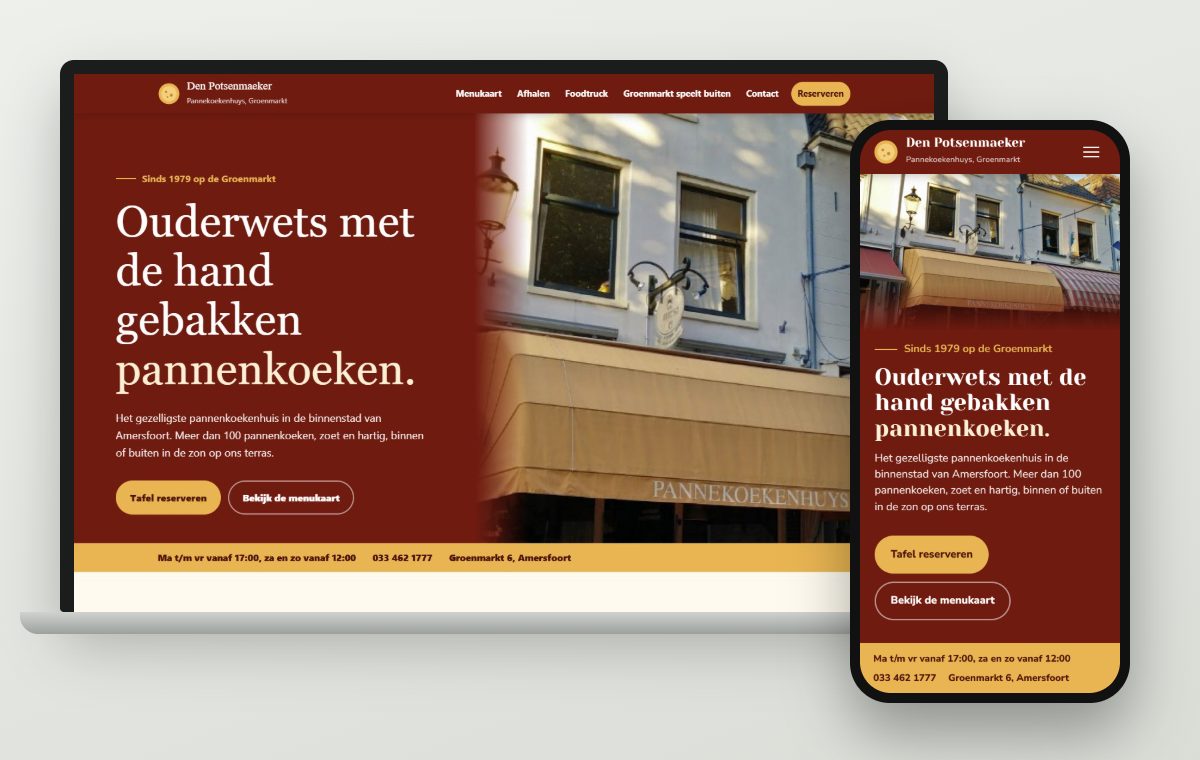 Den Potsenmaeker
Pannekoekenhuys, Groenmarkt
Menukaart Afhalen Foodtruck Groenmarkt speelt buiten Contact Reserveren
Sinds 1979 op de Groenmarkt
Ouderwets met
de hand
gebakken
pannenkoeken.
Het gezelligste pannenkoekenhuis in de binnenstad van
Amersfoort. Meer dan 100 pannenkoeken, zoet en hartig, binnen
of buiten in de zon op ons terras.
Tafel reserveren Bekijk de menukaart
PANNEKOEKENHUYS
Ma t/m vr vanaf 17:00, za en zo vanaf 12:00 033 462 1777 Groenmarkt 6, Amersfoort
Den Potsenmaeker
Pannekoekenhuys, Groenmarkt
PANNEKOEKENHUYS
Sinds 1979 op de Groenmarkt
Ouderwets met de
hand gebakken
pannenkoeken.
Het gezelligste pannenkoekenhuis in de
binnenstad van Amersfoort. Meer dan 100
pannenkoeken, zoet en hartig, binnen of buiten
in de zon op ons terras.
Tafel reserveren
Bekijk de menukaart
Ma t/m vr vanaf 17:00, za en zo vanaf 12:00
033 462 1777 Groenmarkt 6, Amersfoort